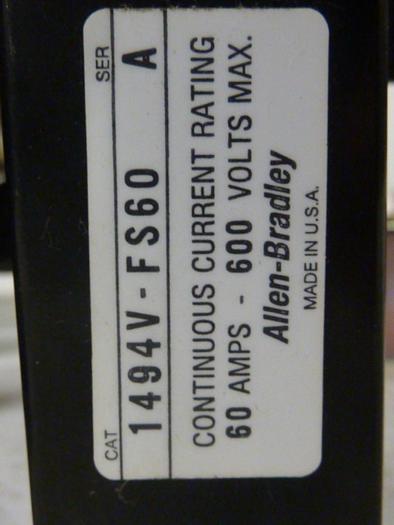 CAT SER
1494V-FS60 A
CONTINUOUS CURRENT RATING
60 AMPS - 600 VOLTS MAX.
Allen-Bradley
MADE IN U.S.A.